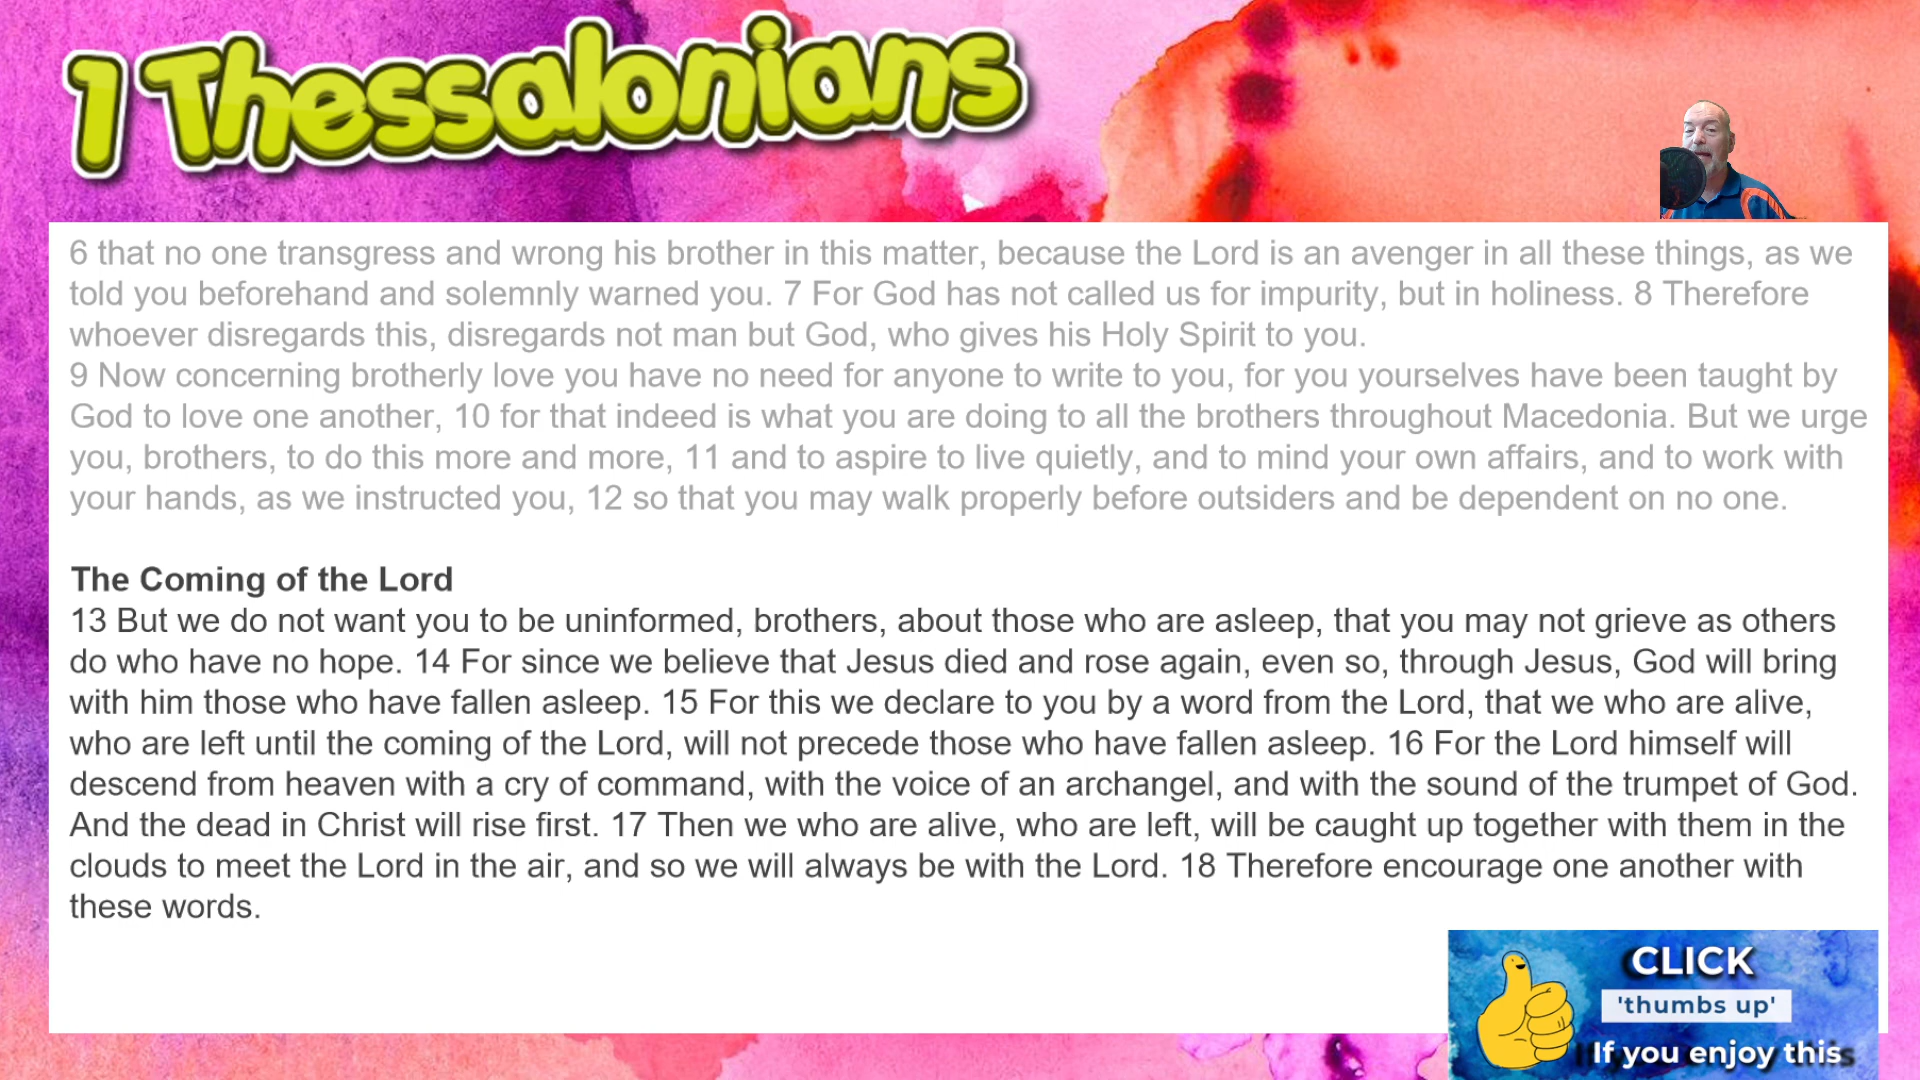 1 Thessalonians
6 that no one transgress and wrong his brother in this matter, because the Lord is an avenger in all these things, as we
told you beforehand and solemnly warned you. 7 For God has not called us for impurity, but in holiness. 8 Therefore
whoever disregards this, disregards not man but God, who gives his Holy Spirit to you.
9 Now concerning brotherly love you have no need for anyone to write to you, for you yourselves have been taught by
God to love one another, 10 for that indeed is what you are doing to all the brothers throughout Macedonia. But we urge
you, brothers, to do this more and more, 11 and to aspire to live quietly, and to mind your own affairs, and to work with
your hands, as we instructed you, 12 so that you may walk properly before outsiders and be dependent on no one.
The Coming of the Lord
13 But we do not want you to be uninformed, brothers, about those who are asleep, that you may not grieve as others
do who have no hope. 14 For since we believe that Jesus died and rose again, even so, through Jesus, God will bring
with him those who have fallen asleep. 15 For this we declare to you by a word from the Lord, that we who are alive,
who are left until the coming of the Lord, will not precede those who have fallen asleep. 16 For the Lord himself will
descend from heaven with a cry of command, with the voice of an archangel, and with the sound of the trumpet of God.
And the dead in Christ will rise first. 17 Then we who are alive, who are left, will be caught up together with them in the
clouds to meet the Lord in the air, and so we will always be with the Lord. 18 Therefore encourage one another with
these words.
CLICK
'thumbs up'
If you enjoy this